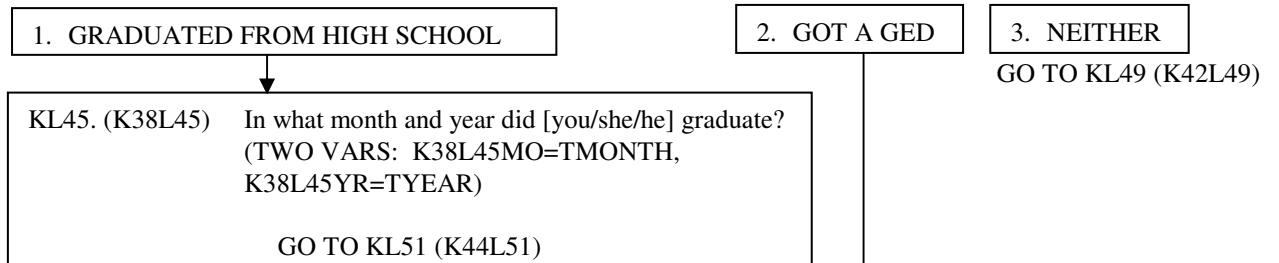 1. GRADUATED FROM HIGH SCHOOL
2. GOT A GED
3. NEITHER
GO TO KL49 (K42L49)
KL45. (K38L45) In what month and year did [you/she/he] graduate?
(TWO VARS: K38L45MO=TMONTH,
K38L45YR=TYEAR)
GO TO KL51 (K44L51)